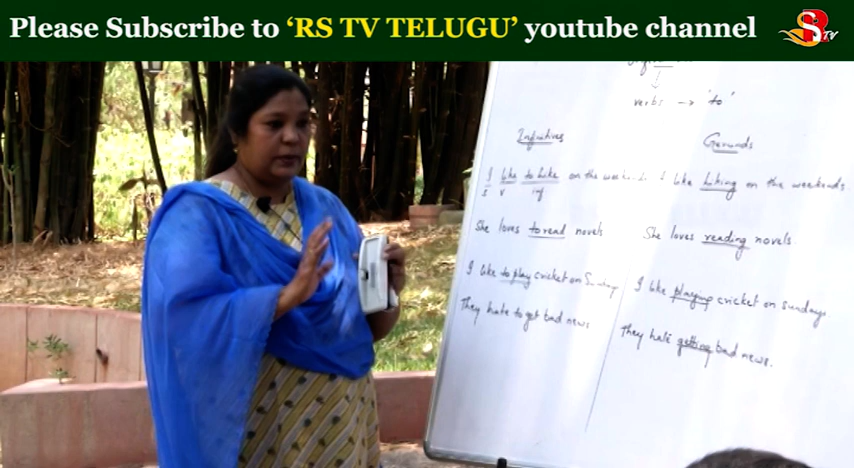 Please Subscribe to ‘RS TV TELUGU’ youtube channel
TV
verbs → 'to'
Infinitives
Gerunds
I like to hike on the
s v inf
I like hiking on the weekends.
She loves to read novels
She loves reading novels.
I like to play cricket on Sundays
I like playing cricket on sundays.
They hate to get bad news
They hate getting bad news.